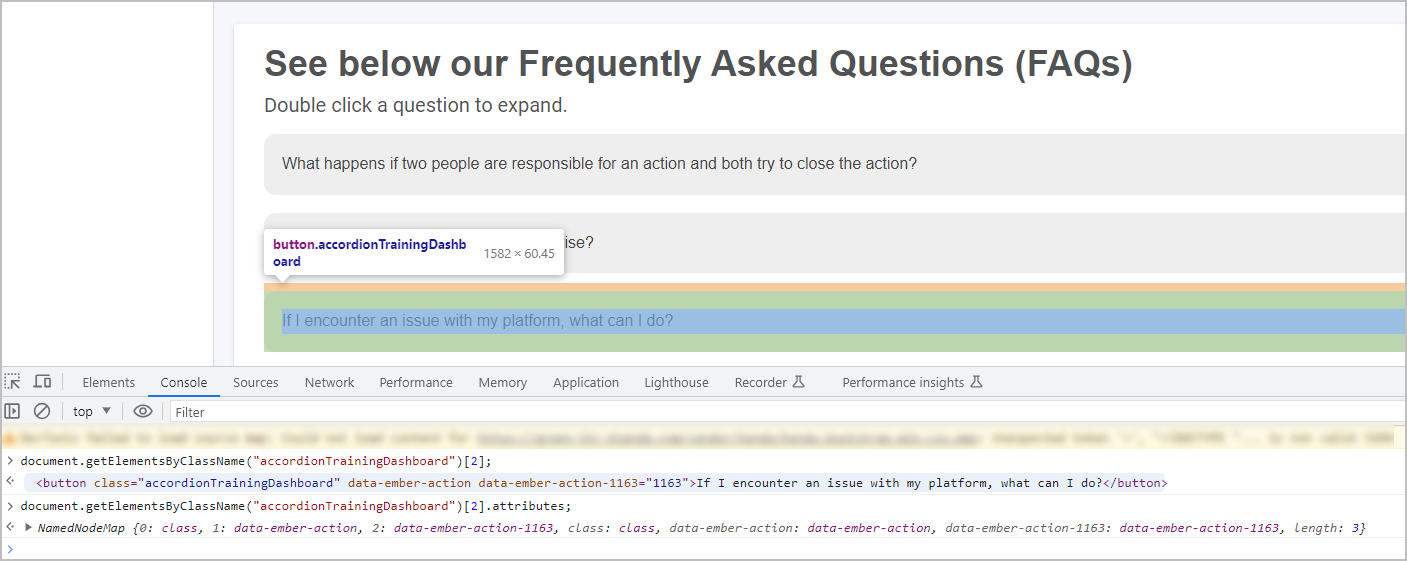 See below our Frequently Asked Questions (FAQs)
Double click a question to expand.
What happens if two people are responsible for an action and both try to close the action?
ise?
button.accordionTrainingDashb
oard
1582 × 60.45
If I encounter an issue with my platform, what can I do?
Elements Console Sources Network Performance Memory Application Lighthouse Recorder Performance insights
top Filter
document.getElementsByClassName("accordionTrainingDashboard")[2];
<button class="accordionTrainingDashboard" data-ember-action data-ember-action-1163="1163">If I encounter an issue with my platform, what can I do?</button>
document.getElementsByClassName("accordionTrainingDashboard")[2].attributes;
NamedNodeMap {0: class, 1: data-ember-action, 2: data-ember-action-1163, class: class, data-ember-action: data-ember-action, data-ember-action-1163: data-ember-action-1163, length: 3}